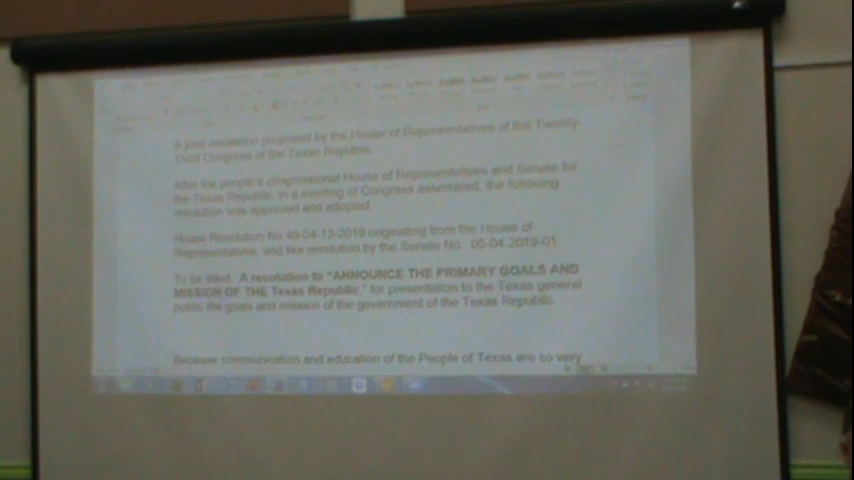 A joint resolution proposed by the House of Representatives of the Twenty-
Third Congress of the Texas Republic.
After the people's congressional House of Representatives and Senate for
the Texas Republic, in a meeting of Congress assembled, the following
resolution was approved and adopted
House Resolution No 49-04-13-2019 originating from the House of
Representatives, and like resolution by the Senate No. 05-04-2019-01
To be titled: A resolution to "ANNOUNCE THE PRIMARY GOALS AND
MISSION OF THE Texas Republic," for presentation to the Texas general
public the goals and mission of the government of the Texas Republic.
Because communication and education of the People of Texas are so very